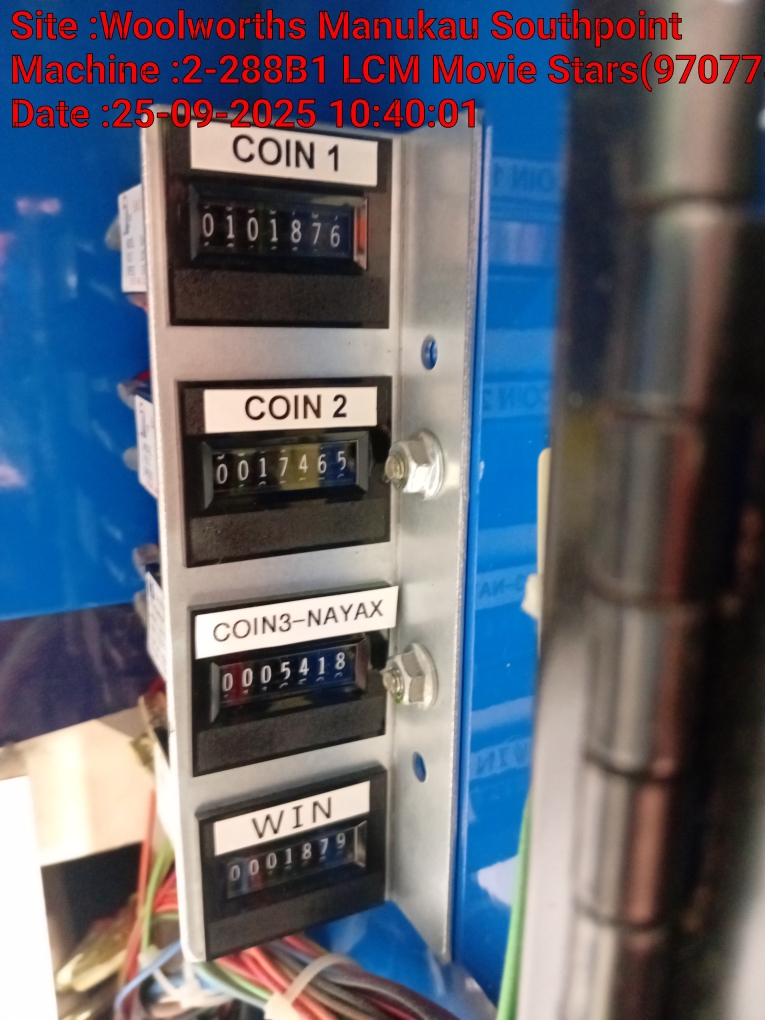 Site :Woolworths Manukau Southpoint
Machine :2-288B1 LCM Movie Stars(97077
Date :25-09-2025 10:40:01
COIN 1
0101876
COIN 2
0017465
COIN3-NAYAX
0005418
WIN
0001879